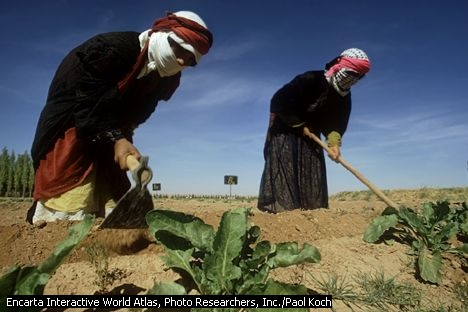 Encarta Interactive World Atlas, Photo Researchers, Inc./Paol Koch